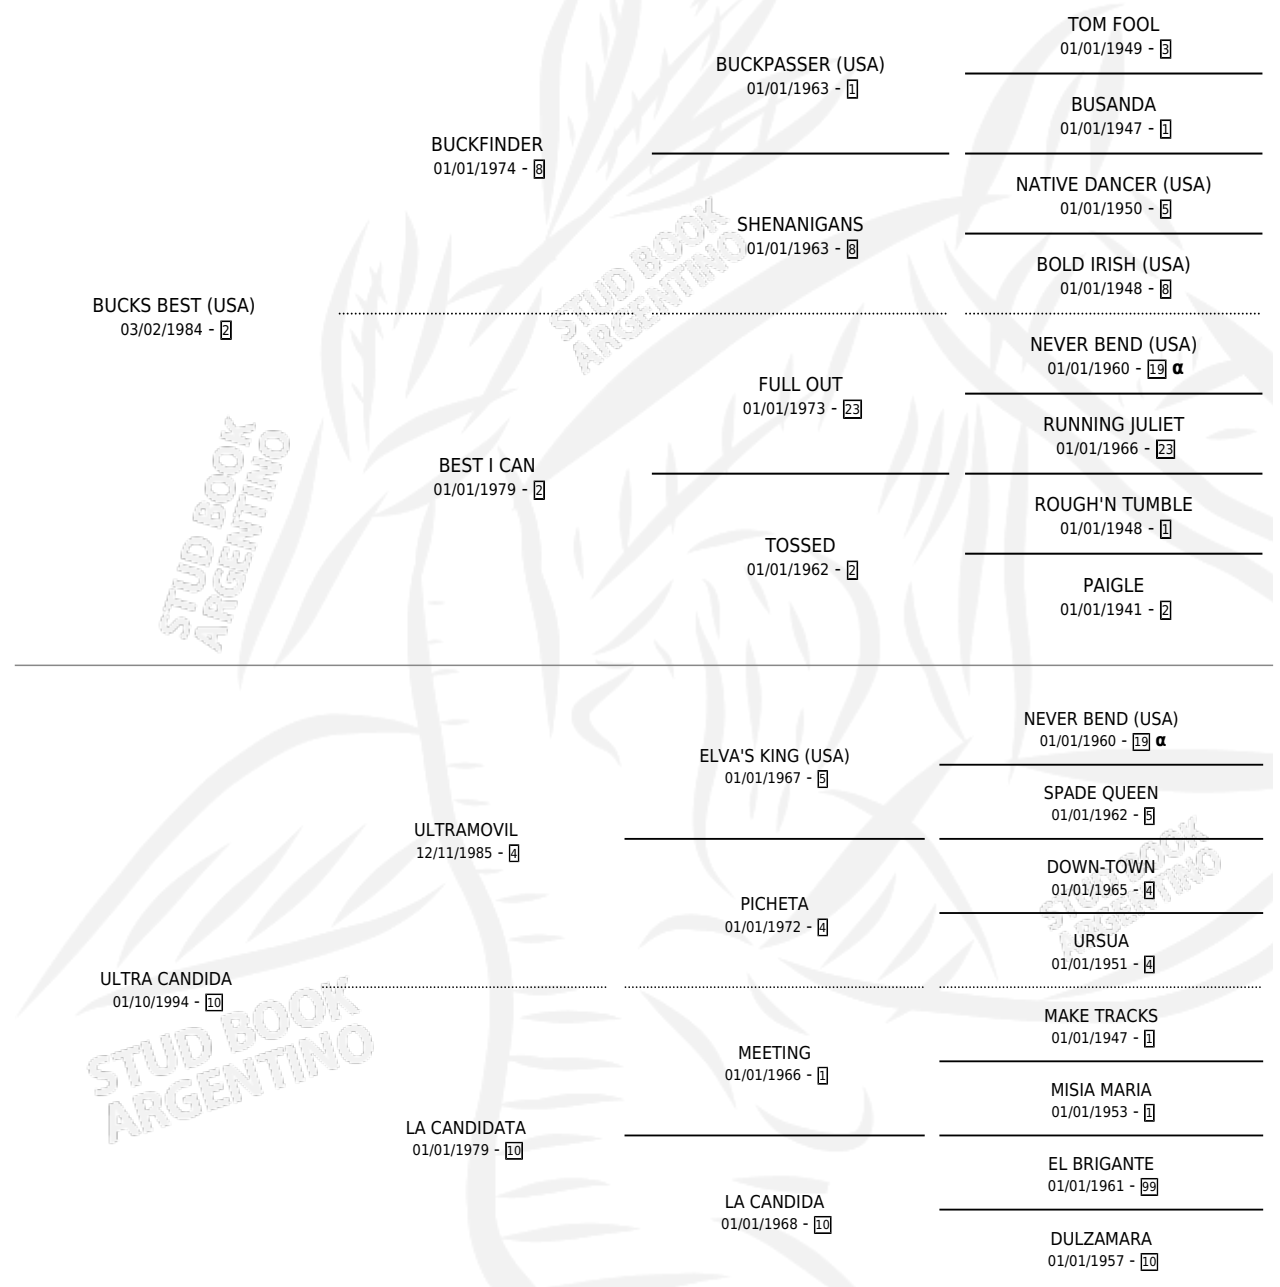 TOM FOOL
01/01/1949 - 3
BUCKPASSER (USA)
01/01/1963 - 1
BUSANDA
01/01/1947 - 1
BUCKFINDER
01/01/1974 - 8
NATIVE DANCER (USA)
01/01/1950 - 5
SHENANIGANS
01/01/1963 - 8
BOLD IRISH (USA)
01/01/1948 - 8
BUCKS BEST (USA)
03/02/1984 - 2
NEVER BEND (USA)
01/01/1960 - 19 α
FULL OUT
01/01/1973 - 23
RUNNING JULIET
01/01/1966 - 23
BEST I CAN
01/01/1979 - 2
ROUGH'N TUMBLE
01/01/1948 - 1
TOSSED
01/01/1962 - 2
PAIGLE
01/01/1941 - 2
NEVER BEND (USA)
01/01/1960 - 19 α
ELVA'S KING (USA)
01/01/1967 - 5
SPADE QUEEN
01/01/1962 - 5
ULTRAMOVIL
12/11/1985 - 4
DOWN-TOWN
01/01/1965 - 4
PICHETA
01/01/1972 - 4
URSUA
01/01/1951 - 4
ULTRA CANDIDA
01/10/1994 - 10
MAKE TRACKS
01/01/1947 - 1
MEETING
01/01/1966 - 1
MISIA MARIA
01/01/1953 - 1
LA CANDIDATA
01/01/1979 - 10
EL BRIGANTE
01/01/1961 - 99
LA CANDIDA
01/01/1968 - 10
DULZAMARA
01/01/1957 - 10
STUD BOOK
ARGENTINO
STUD BOOK
ARGENTINO
STUD BOOK
ARGENTINO
STUD BOOK
ARGENTINO